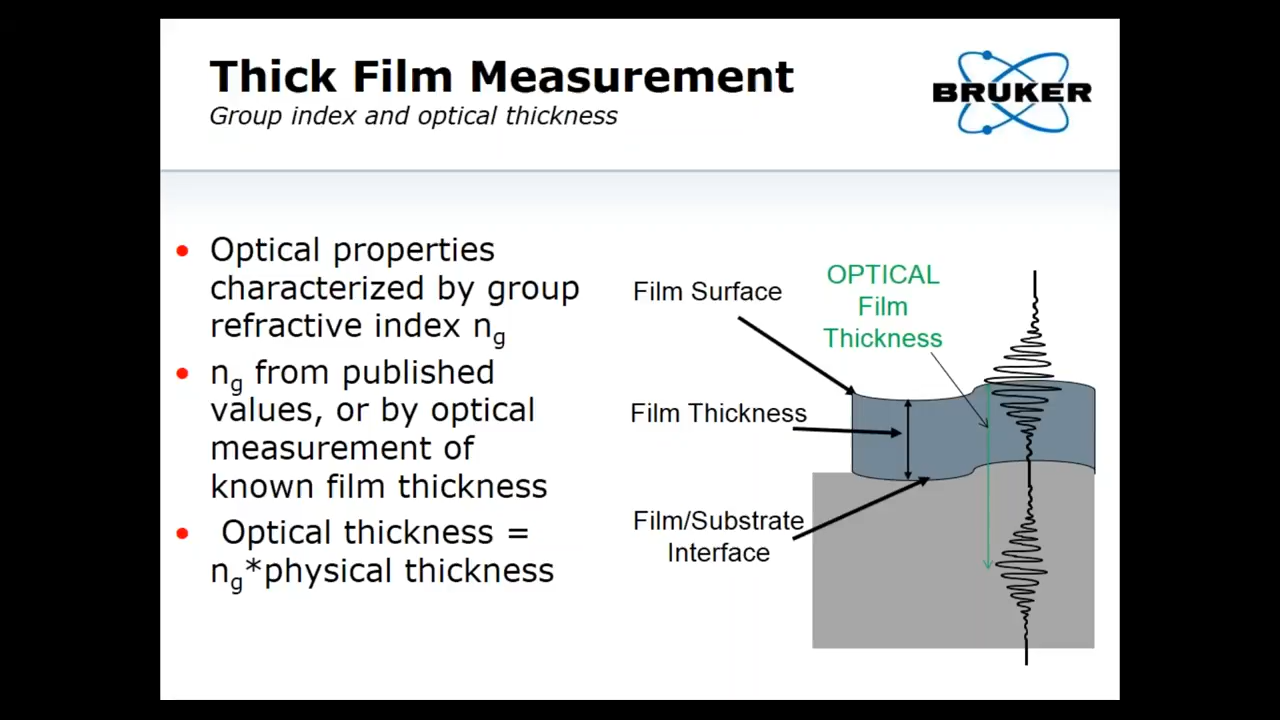 Thick Film Measurement
Group index and optical thickness
BRUKER
• Optical properties
characterized by group
refractive index ng
• ng from published
values, or by optical
measurement of
known film thickness
• Optical thickness =
ng*physical thickness
Film Surface
OPTICAL
Film
Thickness
Film Thickness
Film/Substrate
Interface